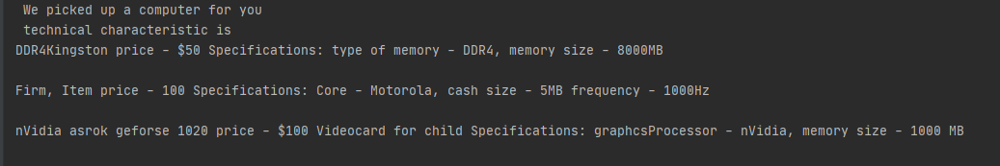 We picked up a computer for you
technical characteristic is
DDR4Kingston price - $50 Specifications: type of memory - DDR4, memory size - 8000MB
Firm, Item price - 100 Specifications: Core - Motorola, cash size - 5MB frequency - 1000Hz
nVidia asrok geforse 1020 price - $100 Videocard for child Specifications: graphcsProcessor - nVidia, memory size - 1000 MB